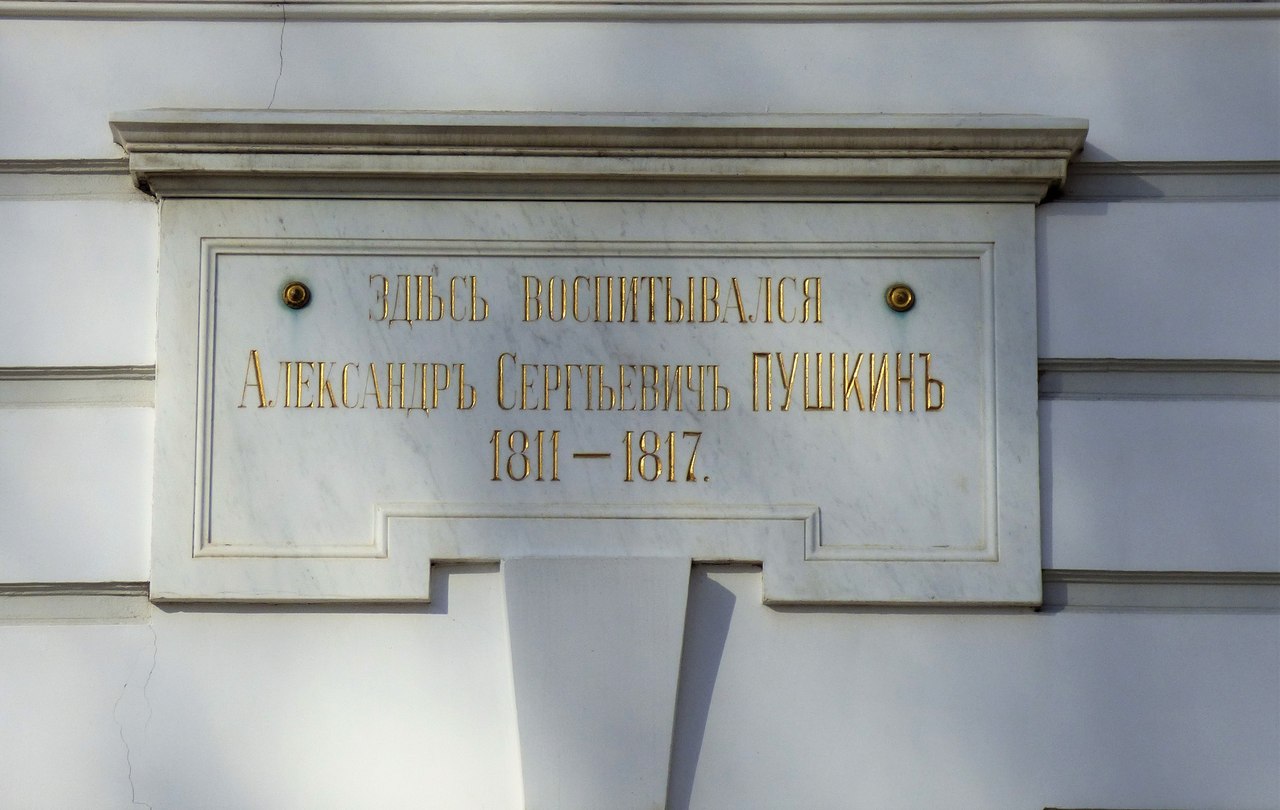 Здѣсь воспитывался
Александръ Сергѣевичъ ПУШКИНЪ
1811 — 1817.